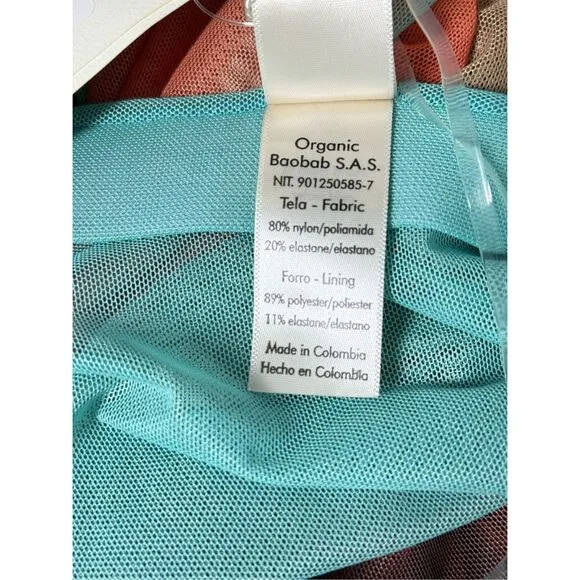 Organic
Baobab S.A.S.
NIT. 901250585-7
Tela - Fabric
80% nylon/poliamida
20% elastane/elastano
Forro - Lining
89% polyester/poliester
11% elastane/elastano
Made in Colombia
Hecho en Colombia